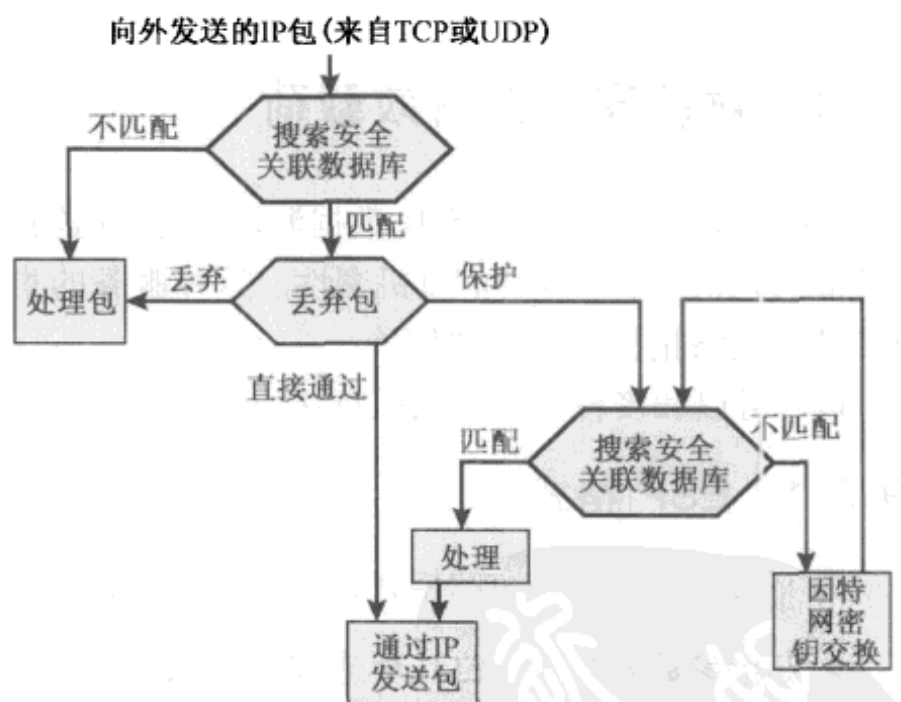 向外发送的IP包(来自TCP或UDP)
不匹配
搜索安全
关联数据库
匹配
处理包
丢弃
丢弃包
保护
直接通过
匹配
搜索安全
关联数据库
不匹配
处理
因特
网密
钥交换
通过IP
发送包